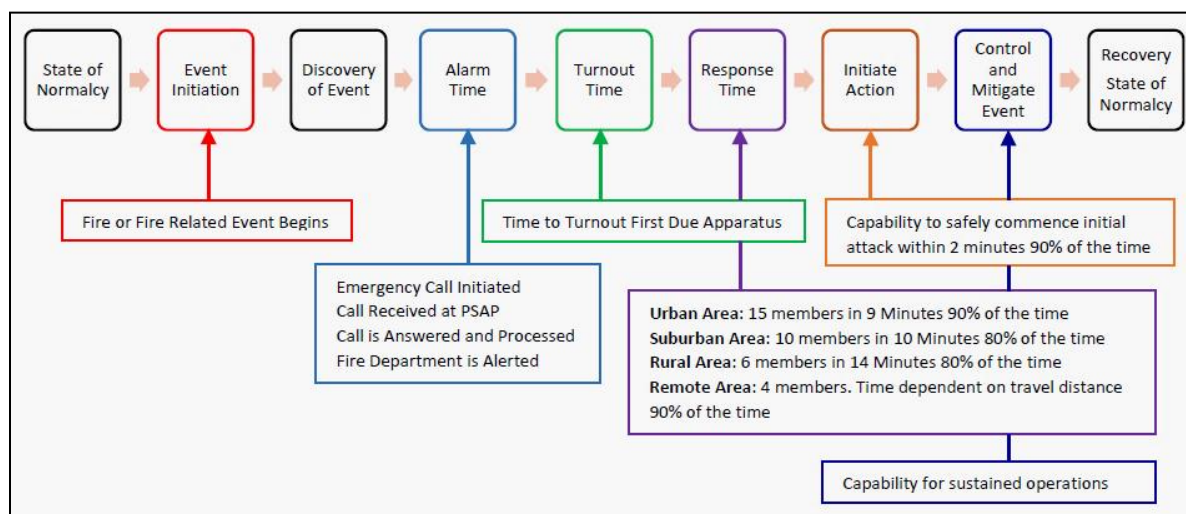 State of
Normalcy
Event
Initiation
Discovery
of Event
Alarm
Time
Turnout
Time
Response
Time
Initiate
Action
Control
and
Mitigate
Event
Recovery
State of
Normalcy
Fire or Fire Related Event Begins
Time to Turnout First Due Apparatus
Capability to safely commence initial
attack within 2 minutes 90% of the time
Emergency Call Initiated
Call Received at PSAP
Call is Answered and Processed
Fire Department is Alerted
Urban Area: 15 members in 9 Minutes 90% of the time
Suburban Area: 10 members in 10 Minutes 80% of the time
Rural Area: 6 members in 14 Minutes 80% of the time
Remote Area: 4 members. Time dependent on travel distance
90% of the time
Capability for sustained operations